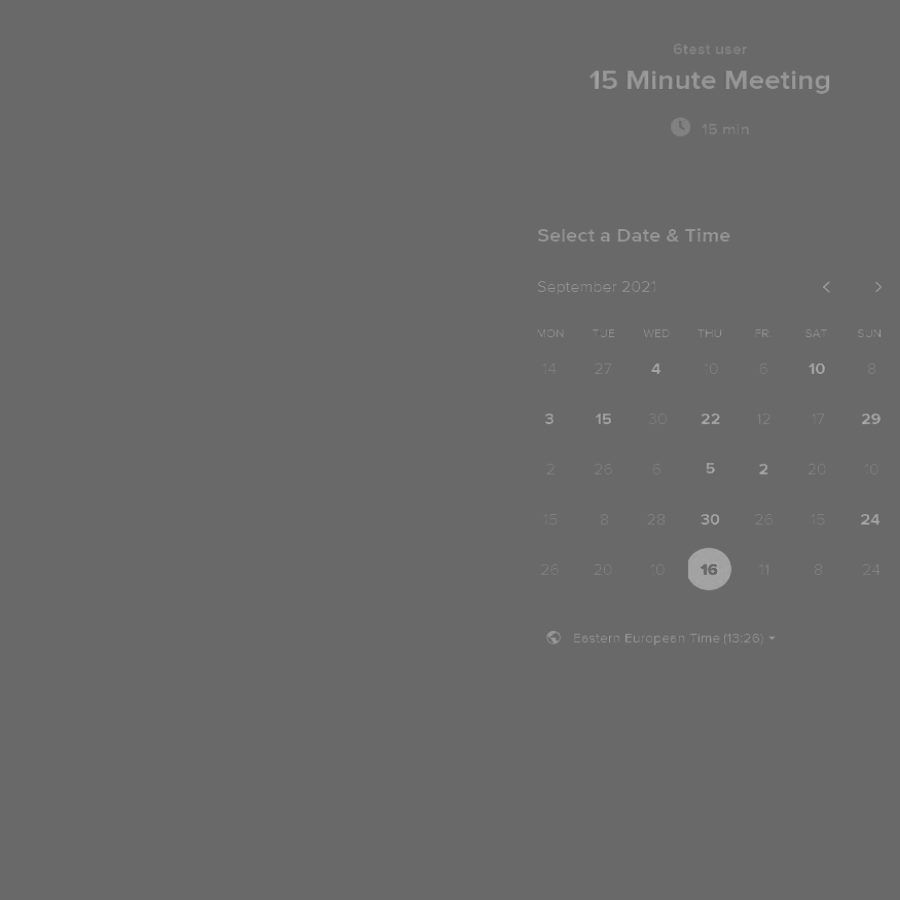 6test user
15 Minute Meeting
15 min
Select a Date & Time
September 2021
MON TUE WED THU FRI SAT SUN
14 27 4 10 6 10 8
3 15 30 22 12 17 29
2 26 6 5 2 20 10
15 8 28 30 26 15 24
26 20 10 16 11 8 24
Eestern Europeen Time (13:26)